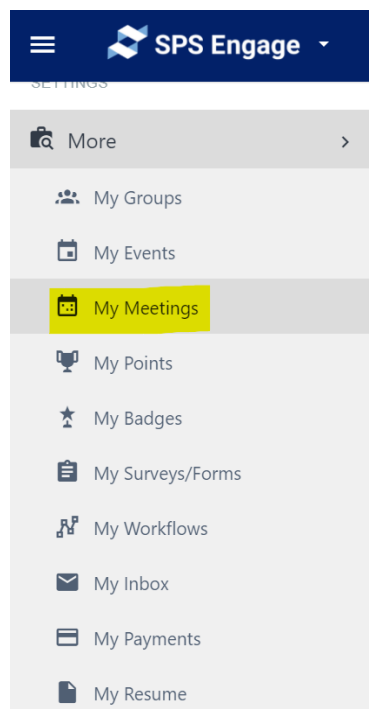 SPS Engage
SETTINGS
More
My Groups
My Events
My Meetings
My Points
My Badges
My Surveys/Forms
My Workflows
My Inbox
My Payments
My Resume